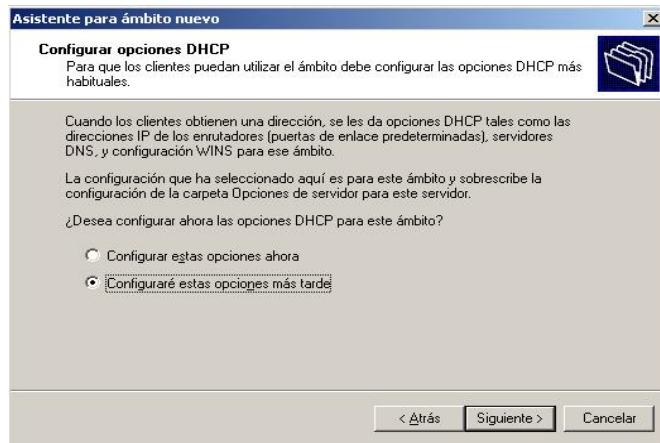 Asistente para ámbito nuevo
Configurar opciones DHCP
Para que los clientes puedan utilizar el ámbito debe configurar las opciones DHCP más
habituales.
Cuando los clientes obtienen una dirección, se les da opciones DHCP tales como las
direcciones IP de los enrutadores (puertas de enlace predeterminadas), servidores
DNS, y configuración WINS para ese ámbito.
La configuración que ha seleccionado aquí es para este ámbito y sobrescribe la
configuración de la carpeta Opciones de servidor para este servidor.
¿Desea configurar ahora las opciones DHCP para este ámbito?
Configurar estas opciones ahora
Configuraré estas opciones más tarde
< Atrás Siguiente > Cancelar